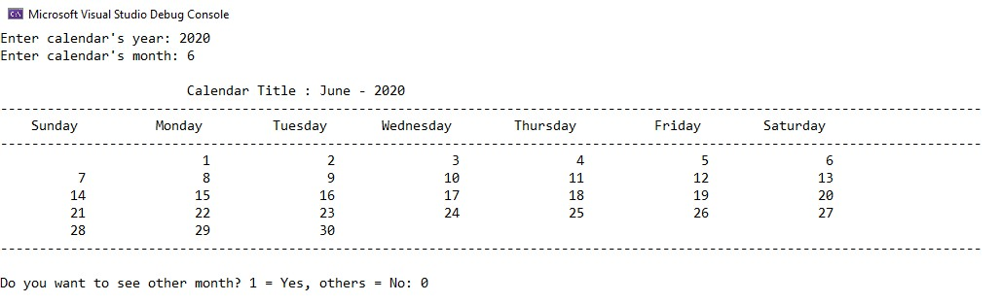 Microsoft Visual Studio Debug Console
Enter calendar's year: 2020
Enter calendar's month: 6
Calendar Title : June - 2020
--------------------------------------------------------------------------------------------------------------------------------
Sunday Monday Tuesday Wednesday Thursday Friday Saturday
--------------------------------------------------------------------------------------------------------------------------------
1 2 3 4 5 6
7 8 9 10 11 12 13
14 15 16 17 18 19 20
21 22 23 24 25 26 27
28 29 30
--------------------------------------------------------------------------------------------------------------------------------
Do you want to see other month? 1 = Yes, others = No: 0